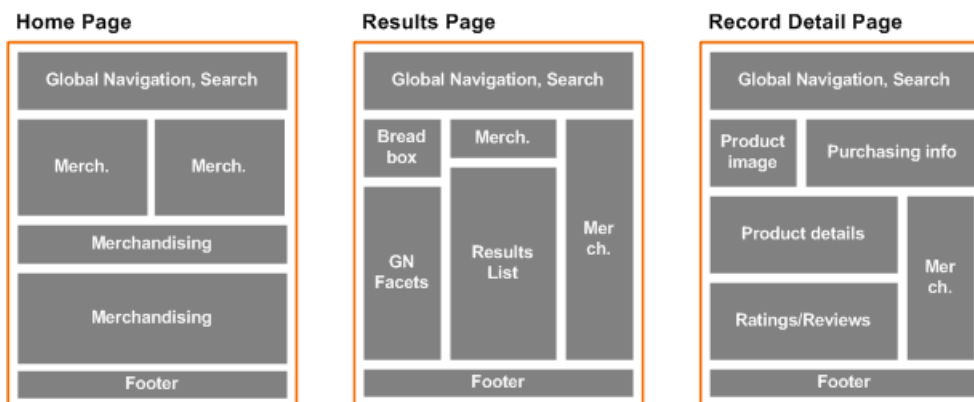 Home Page
Global Navigation, Search
Merch.
Merch.
Merchandising
Merchandising
Footer
Results Page
Global Navigation, Search
Bread
box
Merch.
Mer
ch.
GN
Facets
Results
List
Footer
Record Detail Page
Global Navigation, Search
Product
image
Purchasing info
Product details
Mer
ch.
Ratings/Reviews
Footer